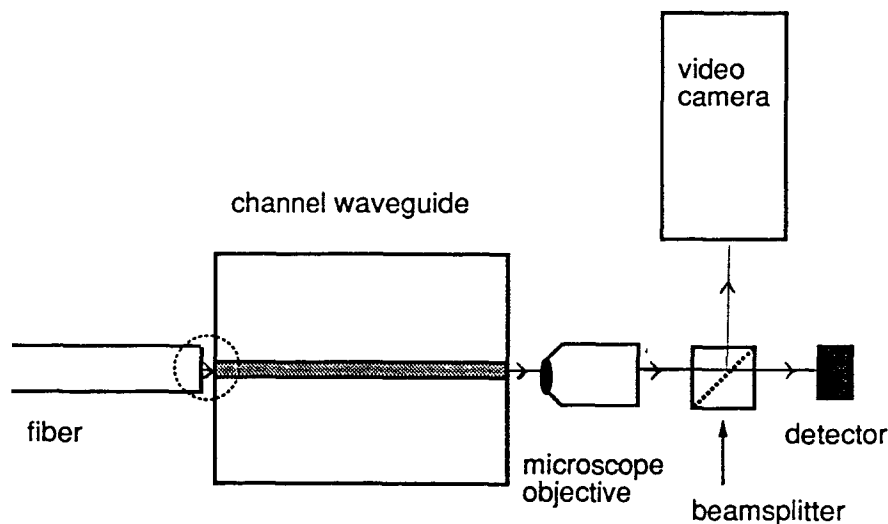 video
camera
channel waveguide
fiber
microscope
objective
detector
beamsplitter